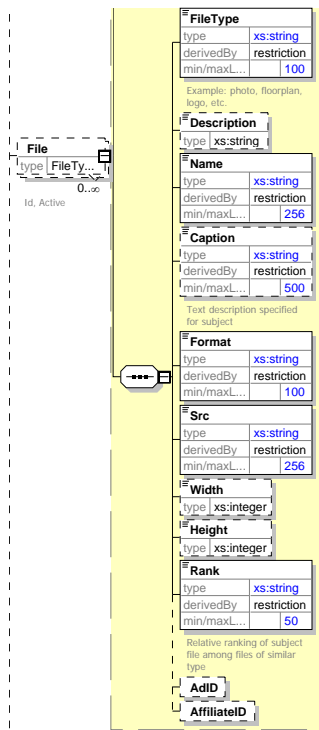 FileType
type xs:string
derivedBy restriction
min/maxL... 100
Example: photo, floorplan,
logo, etc.
Description
type xs:string
File
type FileTy...
0..∞
Id, Active
Name
type xs:string
derivedBy restriction
min/maxL... 256
Caption
type xs:string
derivedBy restriction
min/maxL... 500
Text description specified
for subject
Format
type xs:string
derivedBy restriction
min/maxL... 100
Src
type xs:string
derivedBy restriction
min/maxL... 256
Width
type xs:integer
Height
type xs:integer
Rank
type xs:string
derivedBy restriction
min/maxL... 50
Relative ranking of subject
file among files of similar
type
AdID
AffiliateID